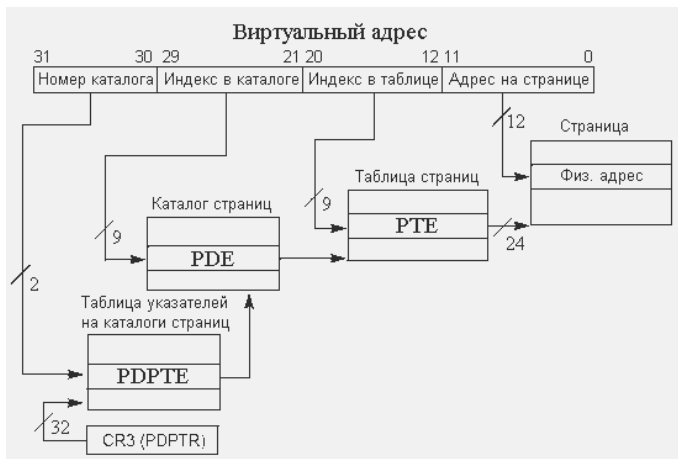 Виртуальный адрес
31 30 29 21 20 12 11 0
Номер каталога Индекс в каталоге Индекс в таблице Адрес на странице
12
Страница
Физ. адрес
Таблица страниц
9
PTE
24
Каталог страниц
9
PDE
2
Таблица указателей
на каталоги страниц
PDPTE
32
CR3 (PDPTR)